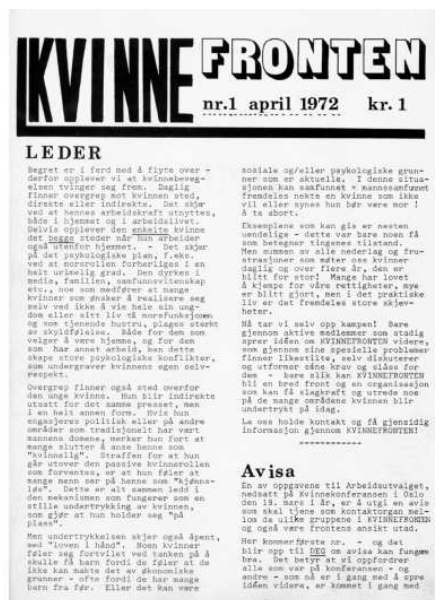 KVINNE FRONTEN
nr.1 april 1972 kr. 1
LEDER
Begret er i ferd med å flyte over -
derfor opplever vi at kvinnebeveg-
elsen tvinger seg frem. Daglig
finner overgrep mot kvinnen sted,
direkte eller indirekte. Det skjer
ved at hennes arbeidskraft utnyttes,
både i hjemmet og i arbeidslivet.
Delvis opplever den enkelte kvinne
det begge steder når hun arbeider
også utenfor hjemmet. - Det skjer
på det psykologiske plan, f.eks.
ved at morsrollen forherliges i en
helt urimelig grad. Den dyrkes i
media, familien, samfunnsvitenskap
etc., noe som medfører at mange
kvinner som ønsker å realisere seg
selv ved ikke å vie hele sin ung-
dom eller sitt liv til morsfunksjonen
og som tjenende hustru, plages sterkt
av skyldfølelse. Både for dem som
velger å være hjemme, og for dem
som har annet arbeid, kan dette
skape store psykologiske konflikter,
som undergraver kvinnens egen selv-
respekt.
Overgrep finner også sted overfor
den unge kvinne. Hun blir indirekte
utsatt for det samme presset, men
i en helt annen form. Hvis hun
engasjeres politisk eller på andre
områder som tradisjonelt har vært
mannens domene, merker hun fort at
mange slutter å anse henne som
"kvinnelig". Straffen for at hun
går utover den passive kvinnerollen
som forventes, er at hun føler at
mange menn ser på henne som "kjønns-
løs". Dette er alt sammen ledd i
den mekanismen som fungerer som en
stille undertrykking av kvinnen,
som gjør at hun holder seg "på
plass".
Men undertrykkelsen skjer også åpent,
med "loven i hånd". Noen kvinner
føler seg fortvilet ved tanken på å
skulle få barn fordi de føler at de
ikke kan makte det av økonomiske
grunner - ofte fordi de har mange
barn fra før. Eller det kan være
sosiale og/eller psykologiske grun-
ner som er aktuelle. I denne situa-
sjonen kan samfunnet - mannssamfunnet
fremdeles nekte en kvinne som ikke
vil eller synes hun bør være mor !
å ta abort.
Eksemplene som kan gis er nesten
uendelige - dette var bare noen få
som betegner tingenes tilstand.
Men summen av alle nederlag og fru-
strasjoner som møter oss kvinner
daglig og over flere år, den er
blitt for stor! Mange har lovet
å kjempe for våre rettigheter, mye
er blitt gjort, men i det praktiske
liv er det fremdeles store skjev-
heter.
Nå tar vi selv opp kampen! Bare
gjennom aktive medlemmer som stadig
sprer idéen om KVINNEFRONTEN videre,
som gjennom sine spesielle problemer
finner likestilte, selv diskuterer
og utformer sine krav og slåss for
dem - bare slik kan KVINNEFRONTEN
bli en bred front og en organisasjon
som kan få slagkraft og utrede noe
på de mange områdene kvinnen blir
undertrykt på idag.
La oss holde kontakt og få gjensidig
informasjon gjennom KVINNEFRONTEN!
Avisa
En av oppgavene til Arbeidsutvalget,
nedsatt på Kvinnekonferansen i Oslo
den 19. mars i år, er å utgi en avis
som skal tjene som kontaktorgan mel-
lom de ulike gruppene i KVINNEFRONTEN
og også være frontens ansikt utad.
Her kommer første nr. - og det
blir opp til DEG om avisa kan funge
bra. Det betyr at vi oppfordrer
alle som var på konferansen - og
andre - som nå er i gang med å spre
idéen videre, er kommet i gang med